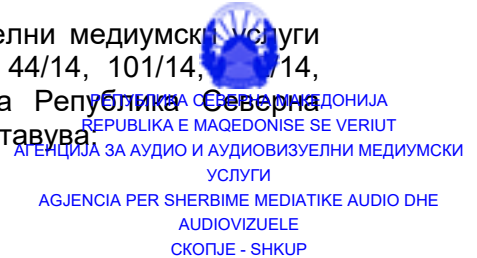 елни медиумски услуги
44/14, 101/14, /14,
а Република Северна
тавува:
РЕПУБЛИКА СЕВЕРНА МАКЕДОНИЈА
REPUBLIKA E MAQEDONISE SE VERIUT
АГЕНЦИЈА ЗА АУДИО И АУДИОВИЗУЕЛНИ МЕДИУМСКИ
УСЛУГИ
AGJENCIA PER SHERBIME MEDIATIKE AUDIO DHE
AUDIOVIZUELE
СКОПЈЕ - SHKUP